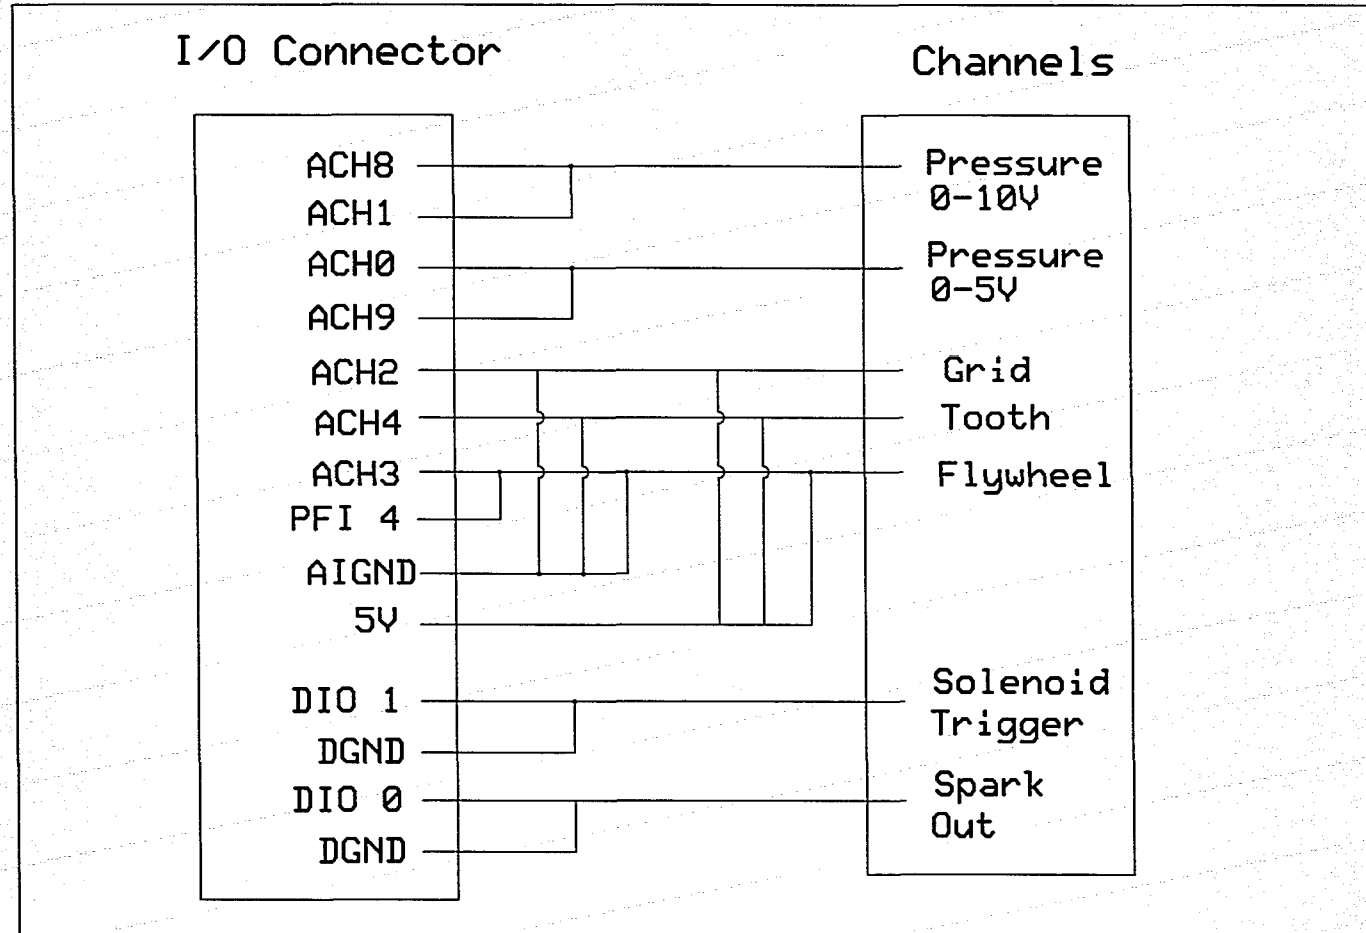 I/O Connector
Channels
ACH8
ACH1
ACH0
ACH9
ACH2
ACH4
ACH3
PFI 4
AIGND
5V
DIO 1
DGND
DIO 0
DGND
Pressure
0-10V
Pressure
0-5V
Grid
Tooth
Flywheel
Solenoid
Trigger
Spark
Out